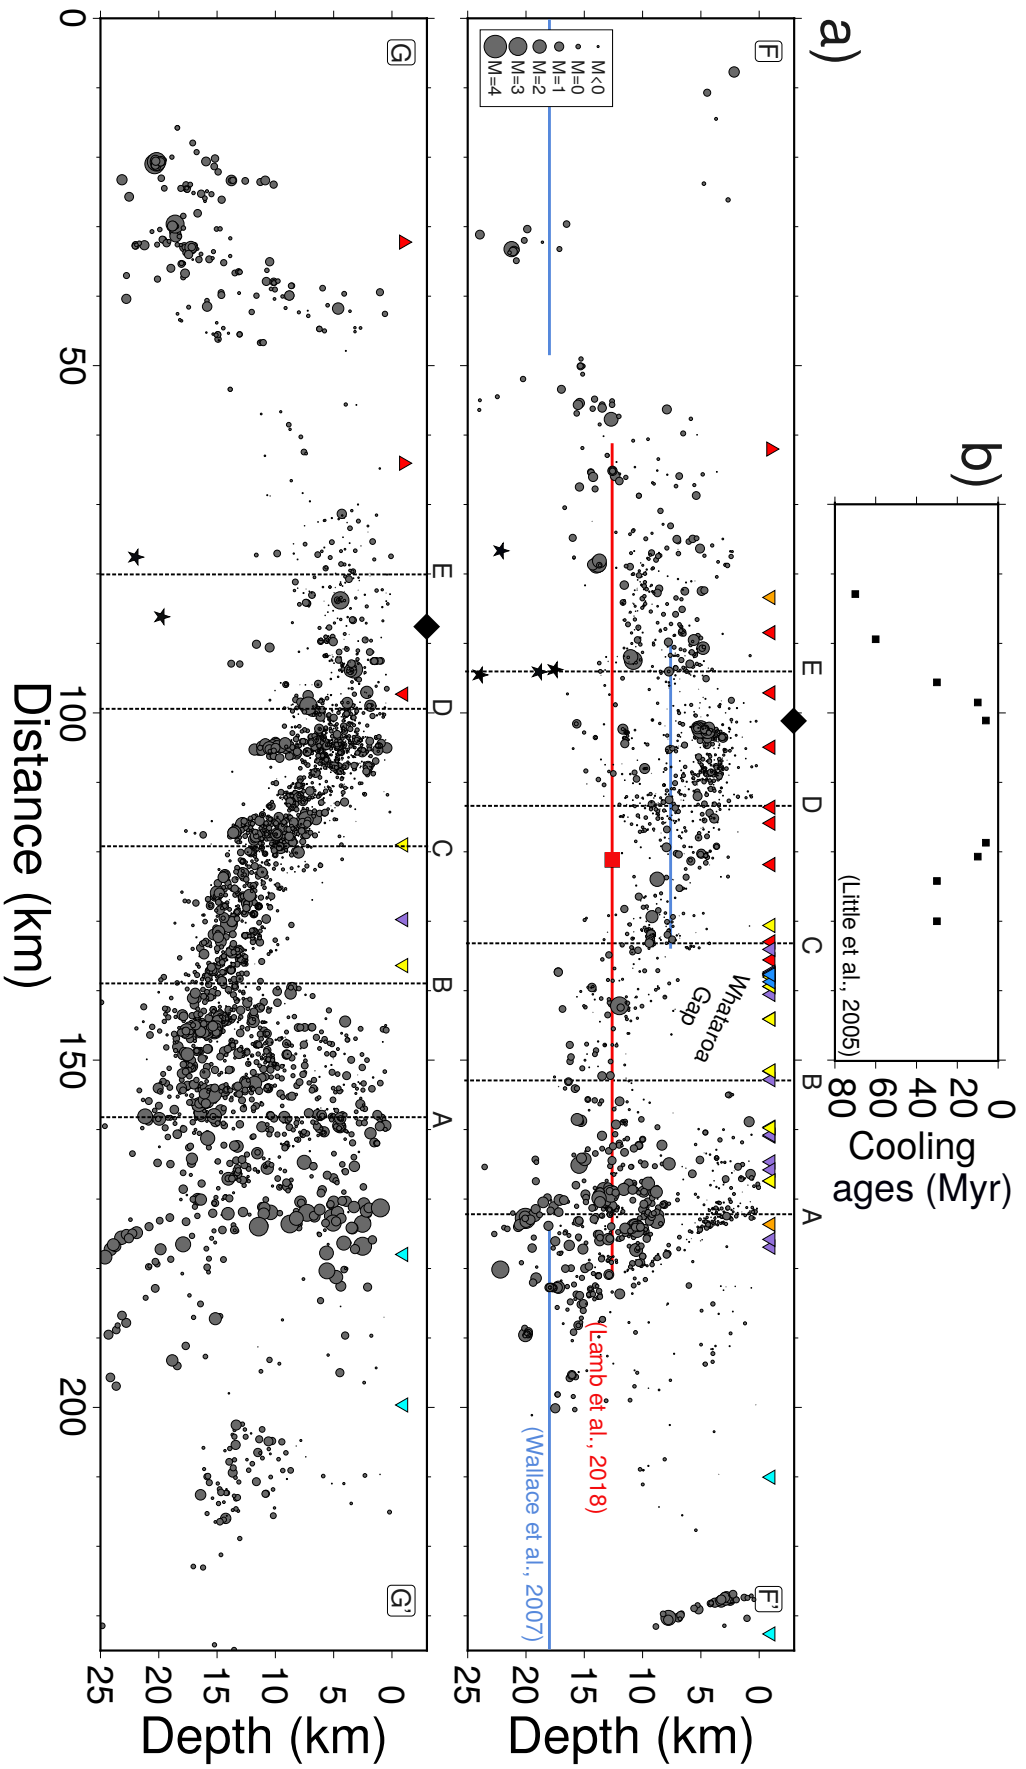 a)
b)
0
20
40
60
80
Cooling
ages (Myr)
(Little et al., 2005)
F
F'
E
D
C
B
A
M<0
M=0
M=1
M=2
M=3
M=4
Whataroa
Gap
(Lamb et al., 2018)
(Wallace et al., 2007)
0
5
10
15
20
25
Depth (km)
G
G'
E
D
C
B
A
0
5
10
15
20
25
Depth (km)
0
50
100
150
200
Distance (km)